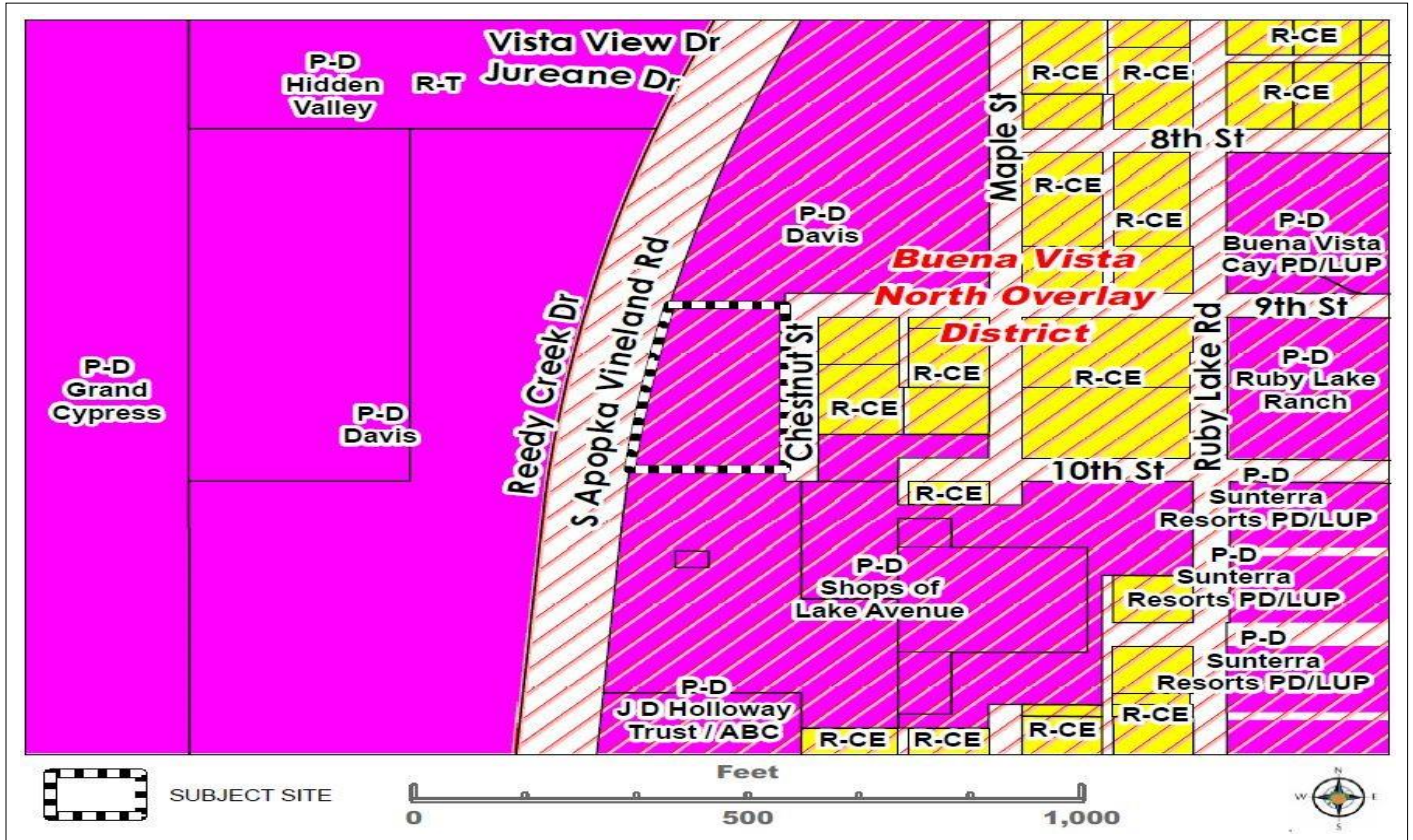 Vista View Dr
Jureane Dr
P-D
Hidden
Valley
R-T
R-CE
R-CE
R-CE
R-CE
Maple St
8th St
R-CE
R-CE
P-D
Davis
P-D
Buena Vista
Cay PD/LUP
Buena Vista
North Overlay
District
9th St
Reedy Creek Dr
S Apopka Vineland Rd
Chestnut St
Ruby Lake Rd
P-D
Grand
Cypress
P-D
Davis
R-CE
R-CE
R-CE
P-D
Ruby Lake
Ranch
10th St
R-CE
P-D
Sunterra
Resorts PD/LUP
P-D
Shops of
Lake Avenue
P-D
Sunterra
Resorts PD/LUP
P-D
Sunterra
Resorts PD/LUP
P-D
J D Holloway
Trust / ABC
R-CE
R-CE
R-CE
R-CE
SUBJECT SITE
Feet
0
500
1,000
N
W
E
S